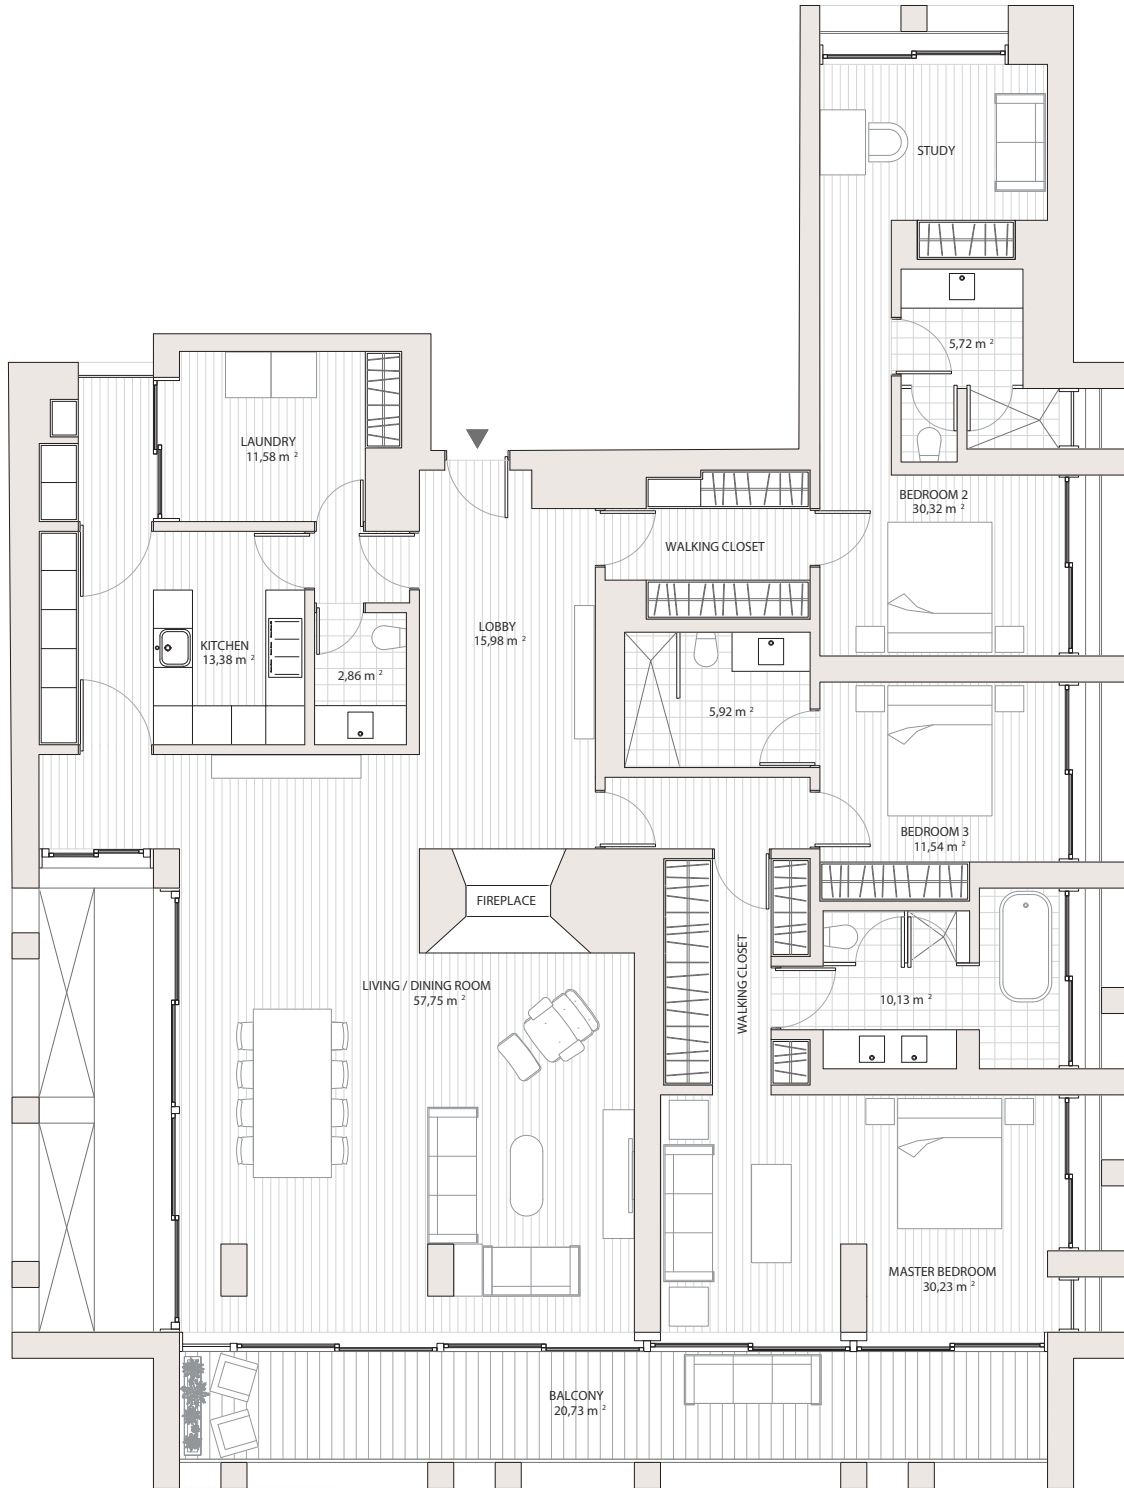 STUDY
5,72 m ²
LAUNDRY
11,58 m ²
BEDROOM 2
30,32 m ²
WALKING CLOSET
LOBBY
15,98 m ²
KITCHEN
13,38 m ²
2,86 m ²
5,92 m ²
BEDROOM 3
11,54 m ²
FIREPLACE
WALKING CLOSET
LIVING / DINING ROOM
57,75 m ²
10,13 m ²
MASTER BEDROOM
30,23 m ²
BALCONY
20,73 m ²